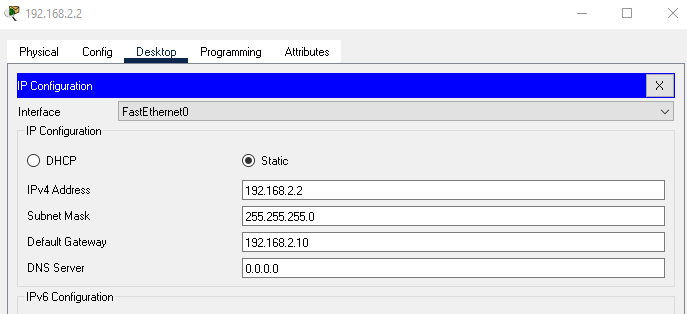 192.168.2.2
Physical Config Desktop Programming Attributes
IP Configuration X
Interface FastEthernet0
IP Configuration
DHCP Static
IPv4 Address 192.168.2.2
Subnet Mask 255.255.255.0
Default Gateway 192.168.2.10
DNS Server 0.0.0.0
IPv6 Configuration